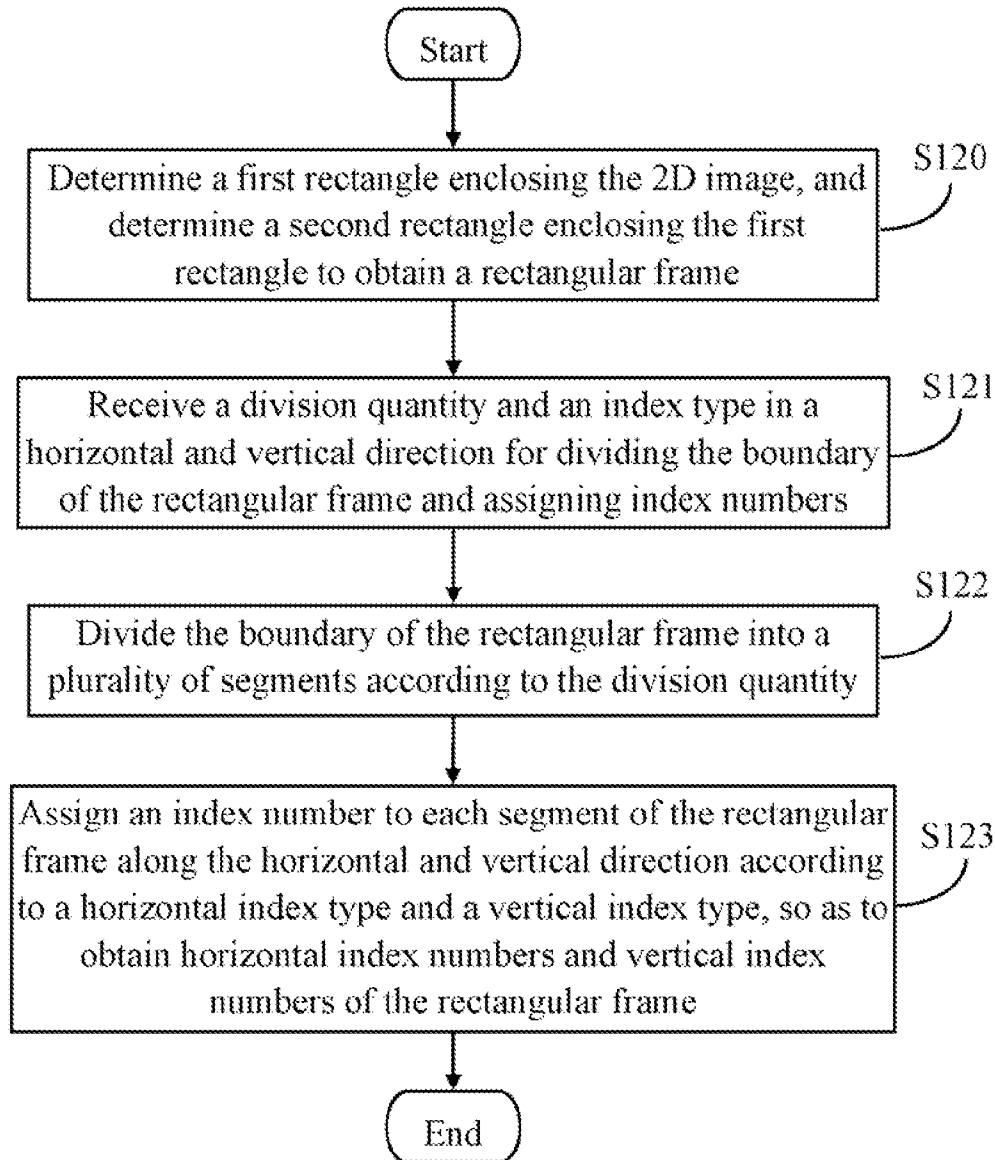 Start
S120
Determine a first rectangle enclosing the 2D image, and
determine a second rectangle enclosing the first
rectangle to obtain a rectangular frame
S121
Receive a division quantity and an index type in a
horizontal and vertical direction for dividing the boundary
of the rectangular frame and assigning index numbers
S122
Divide the boundary of the rectangular frame into a
plurality of segments according to the division quantity
S123
Assign an index number to each segment of the rectangular
frame along the horizontal and vertical direction according
to a horizontal index type and a vertical index type, so as to
obtain horizontal index numbers and vertical index
numbers of the rectangular frame
End